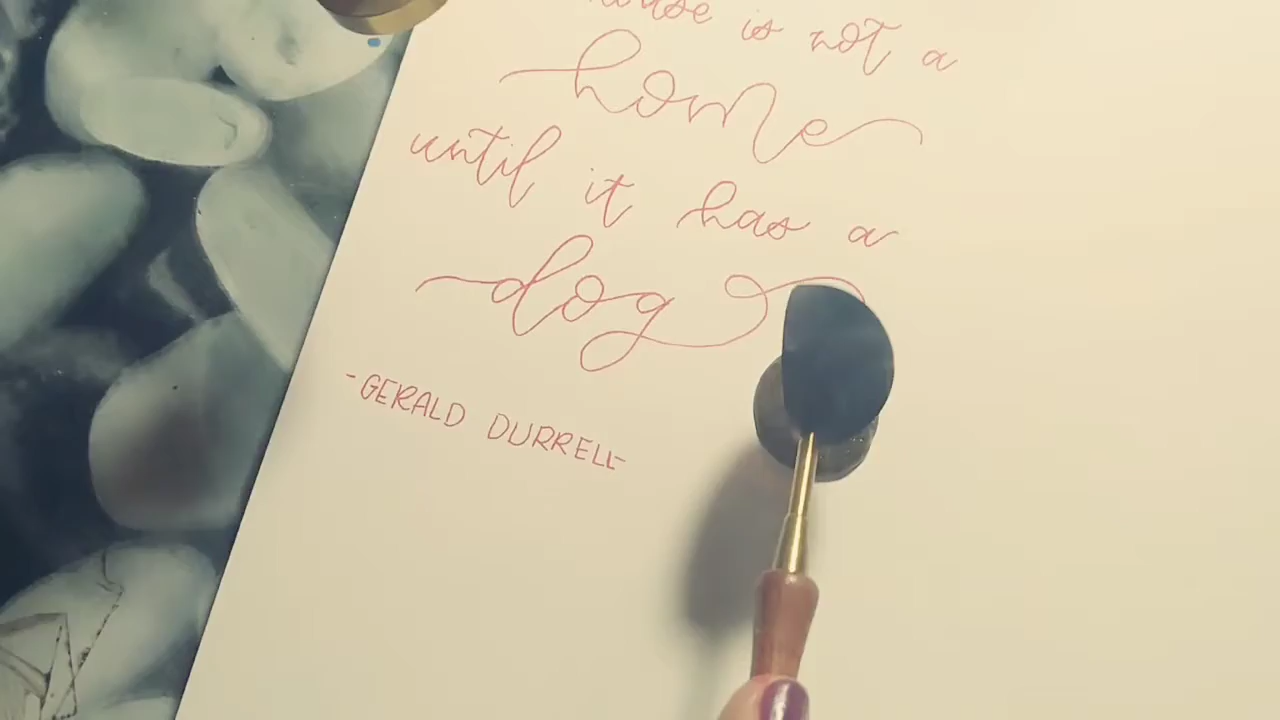 is not a
home
until it has a
dog
-GERALD DURRELL-